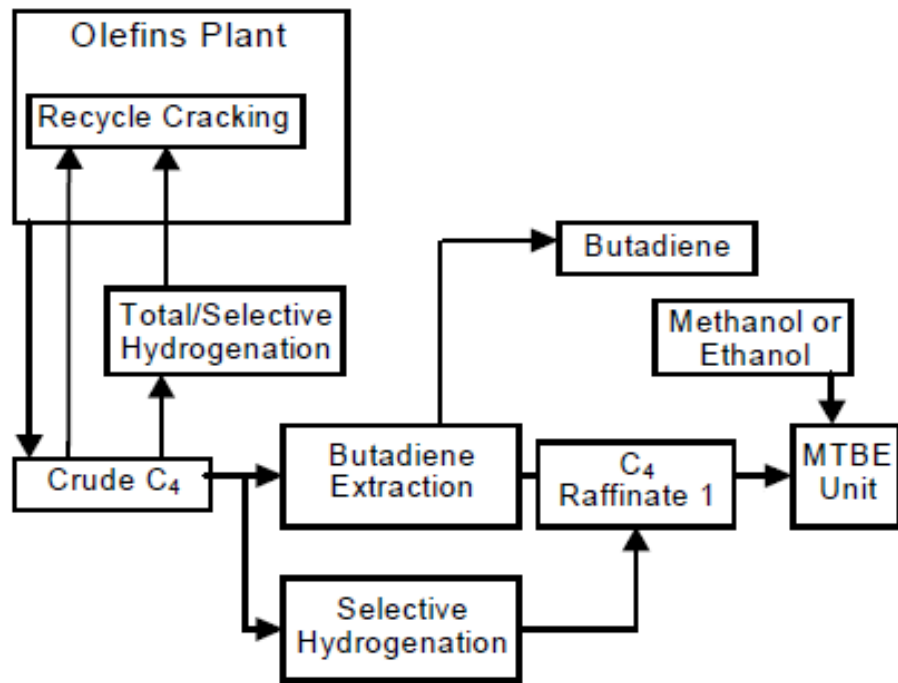 Olefins Plant
Recycle Cracking
Butadiene
Total/Selective
Hydrogenation
Methanol or
Ethanol
Crude C₄
Butadiene
Extraction
C₄
Raffinate 1
MTBE
Unit
Selective
Hydrogenation